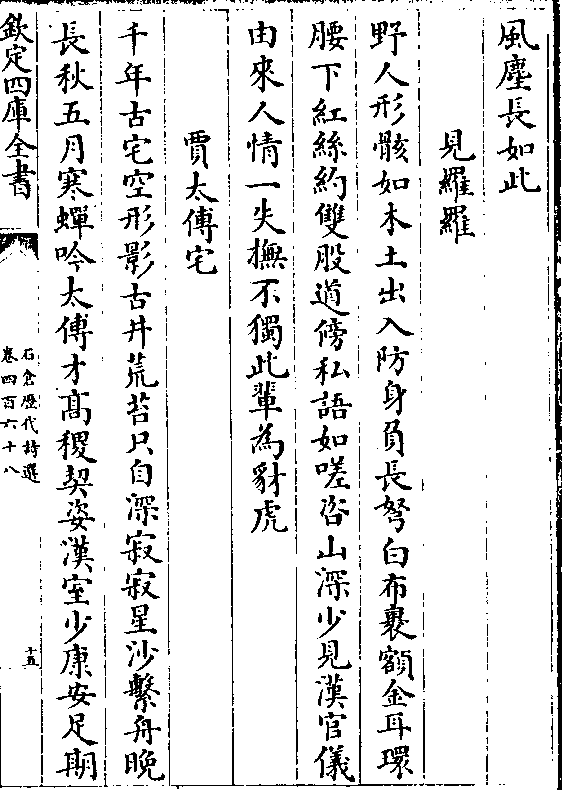 風塵長如此
見羅羅
野人形骸如木土出入防身負長弩白布裹額金耳環
腰下紅絲約雙股道傍私語如嗟咨山深少見漢官儀
由來人情一失撫不獨此輩為豺虎
賈太傅宅
千年古宅空形影古井荒苔只自深寂寂星沙繫舟晚
長秋五月寒蟬吟太傅才髙稷契姿漢室少康安足期
欽定四庫全書
石倉歷代詩選
卷四百六十八
十五